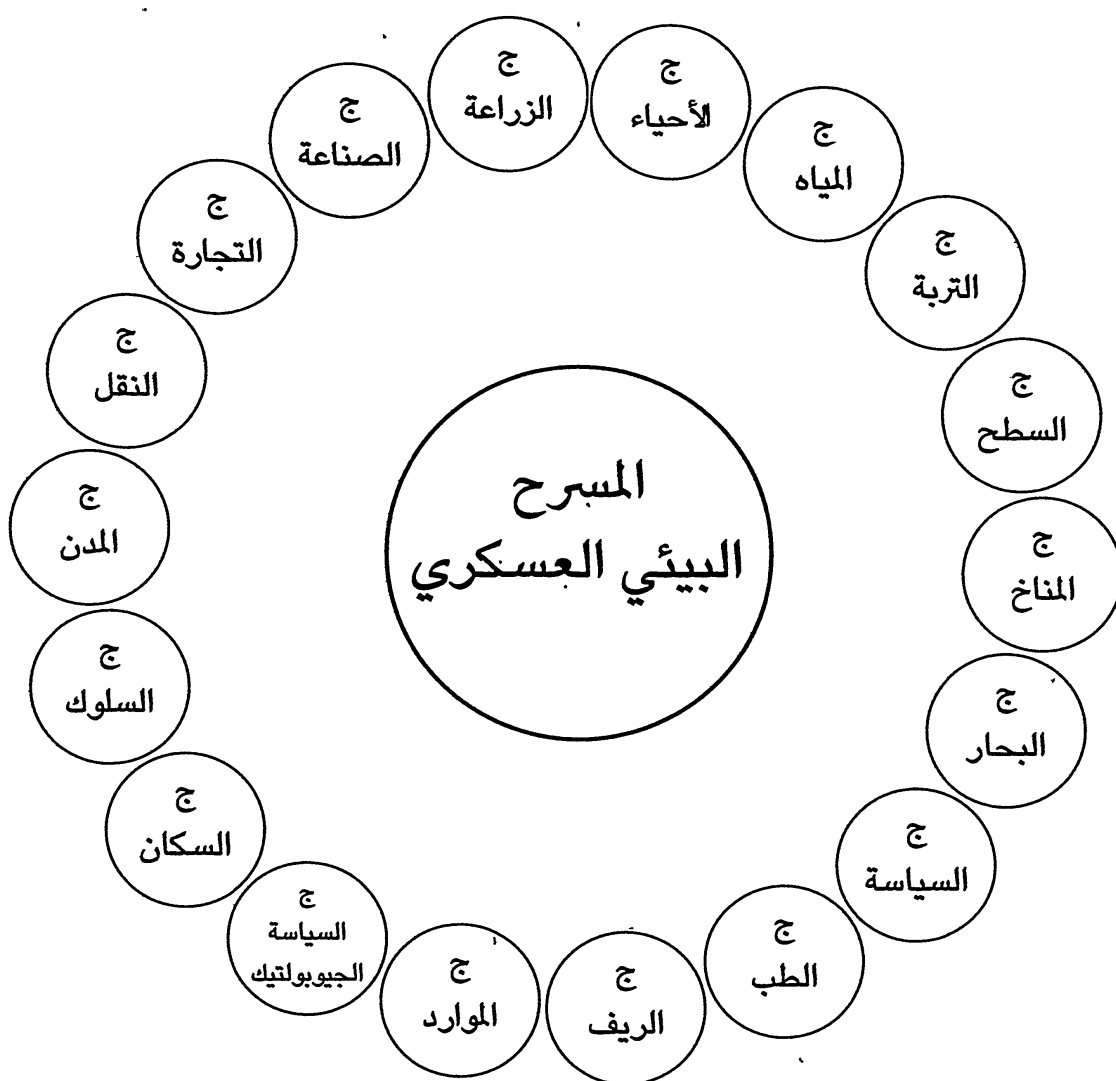 ج
الزراعة
ج
الأحياء
ج
المياه
ج
التربة
ج
السطح
ج
المناخ
ج
البحار
ج
السياسة
ج
الطب
ج
الريف
ج
الموارد
ج
السياسة
الجيوبولتيك
ج
السكان
ج
السلوك
ج
المدن
ج
النقل
ج
التجارة
ج
الصناعة
المسرح
البيئي العسكري